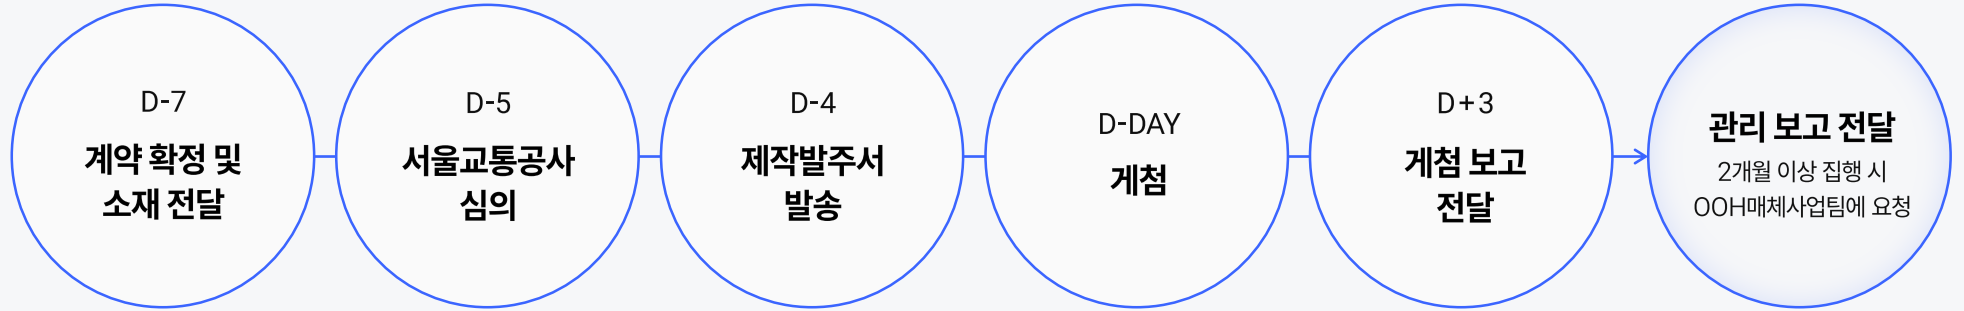 D-7
계약 확정 및
소재 전달
D-5
서울교통공사
심의
D-4
제작발주서
발송
D-DAY
게첨
D+3
게첨 보고
전달
관리 보고 전달
2개월 이상 집행 시
OOH매체사업팀에 요청